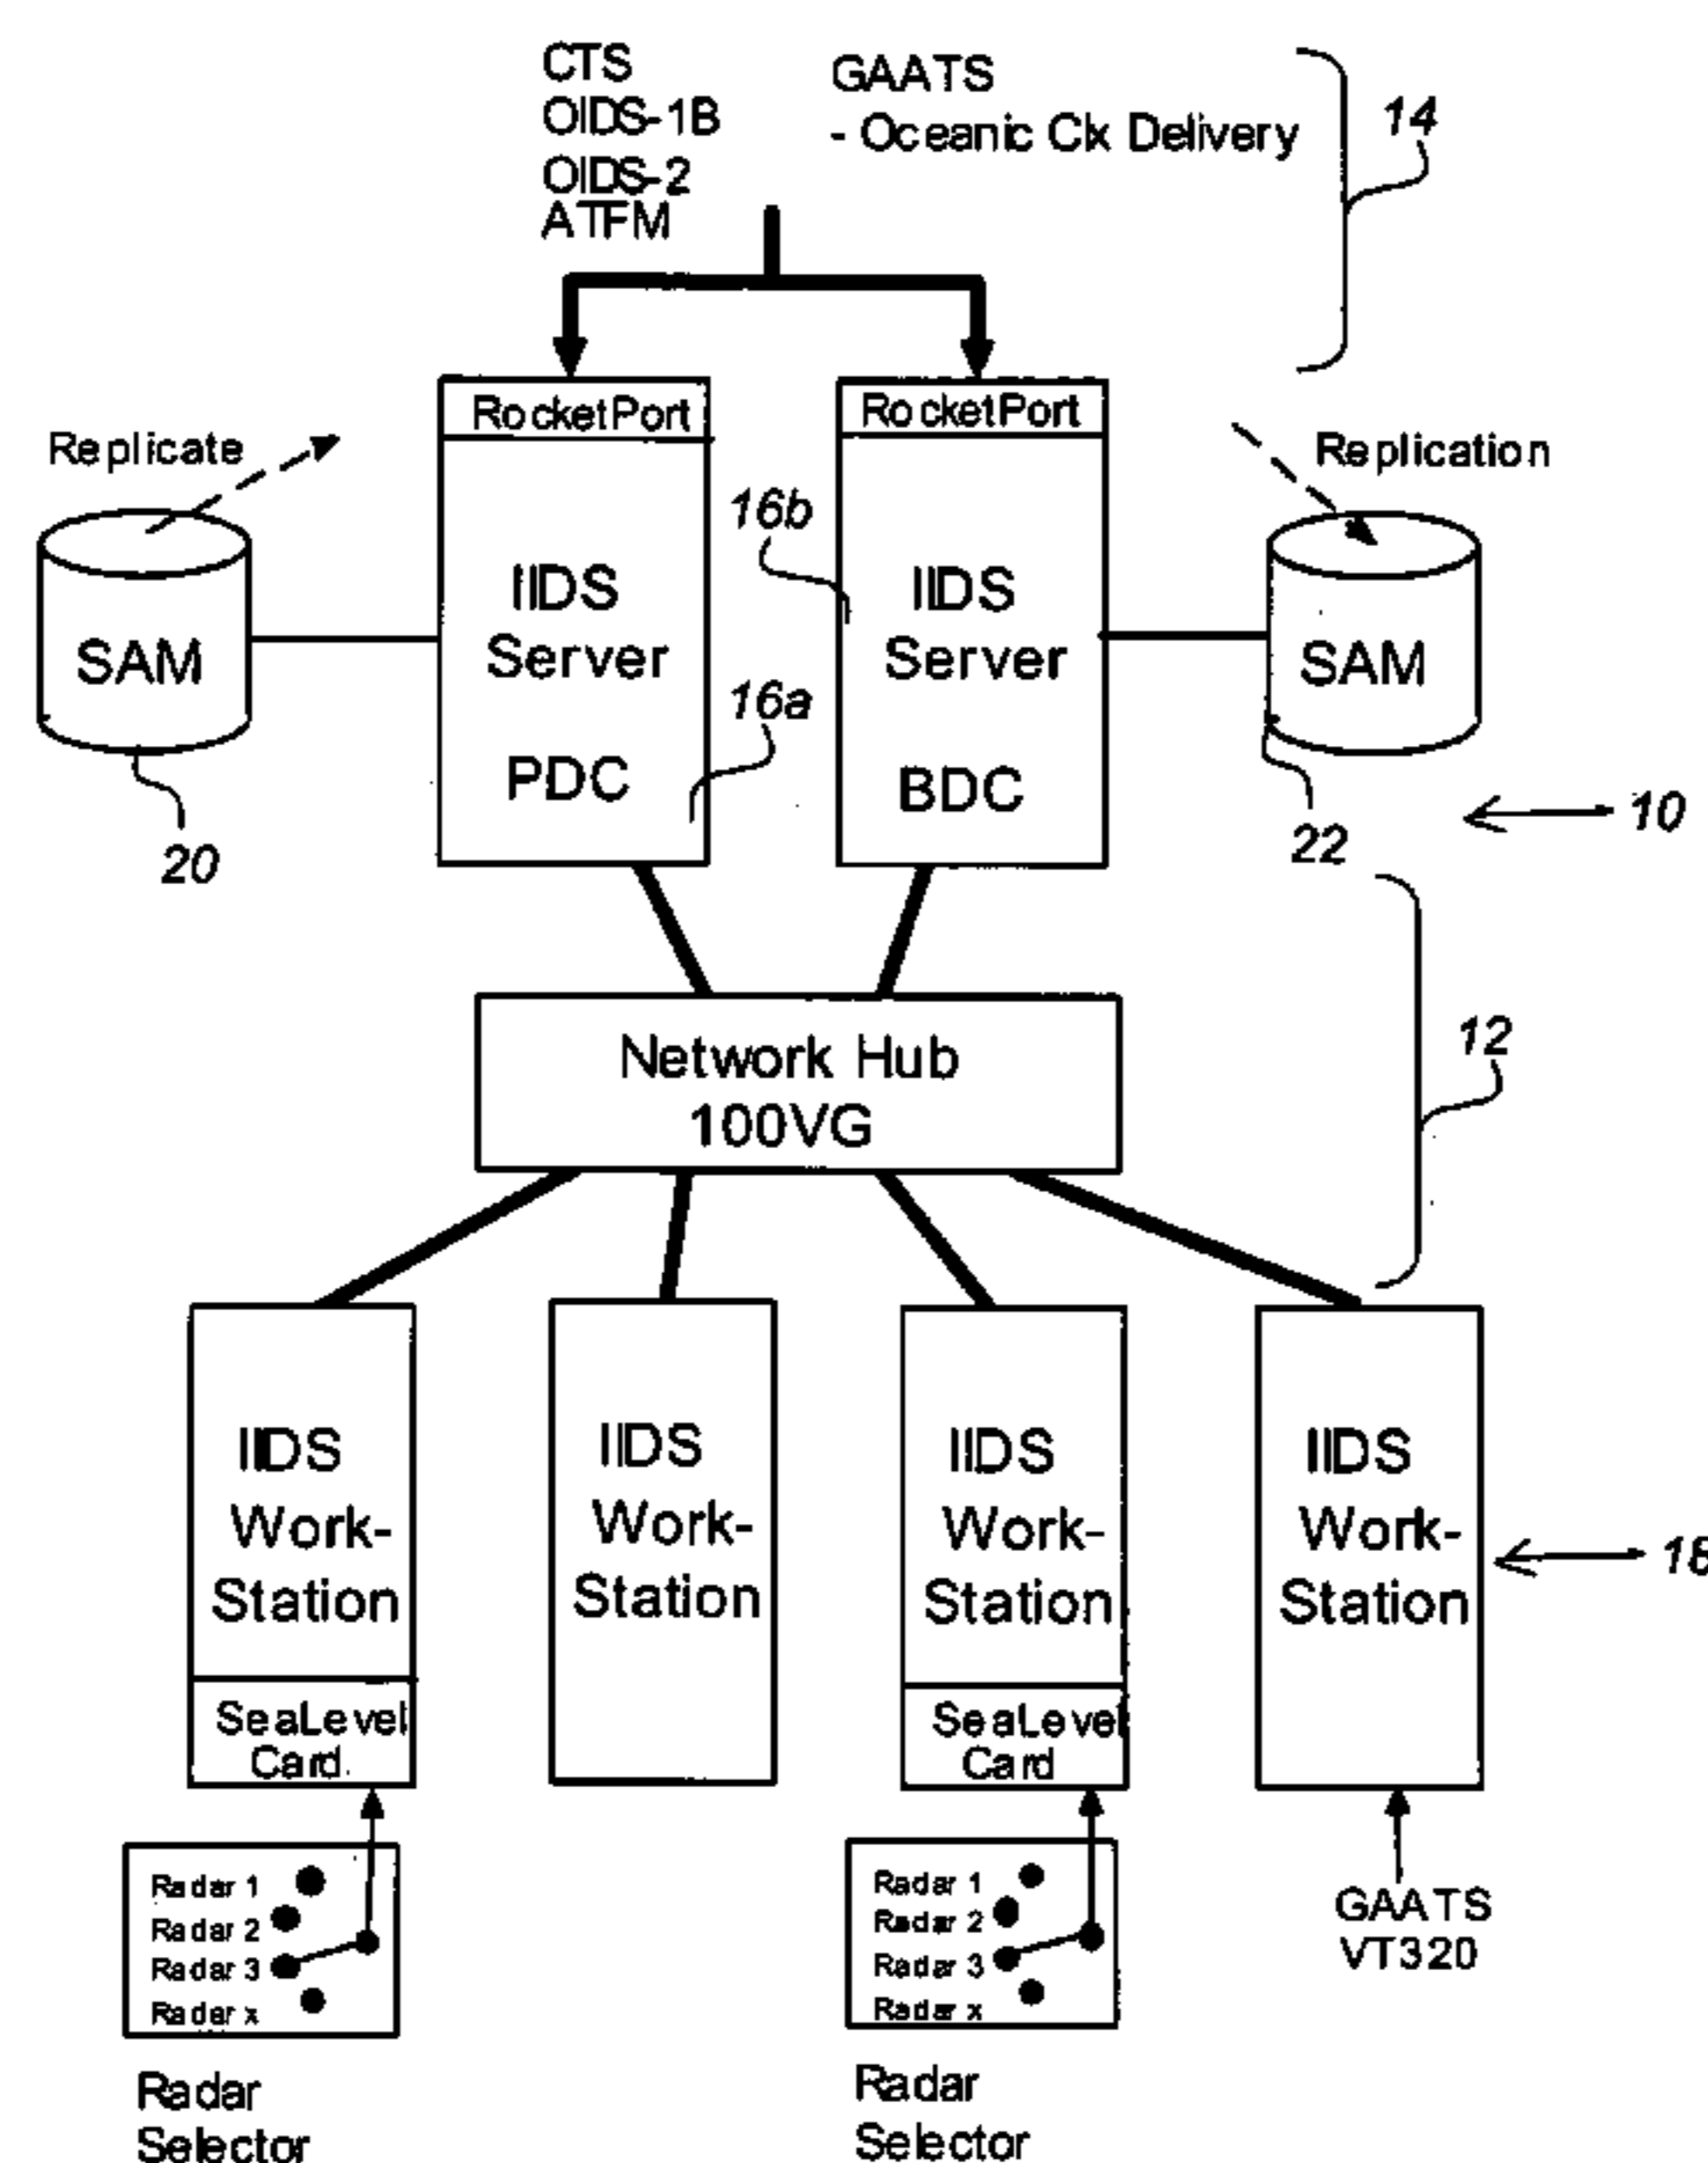 CTS
OIDS-1B
OIDS-2
ATFM
GAATS
- Oceanic Clx Delivery
14
RocketPort
RocketPort
Replicate
Replication
16b
IIDS
Server
PDC
IIDS
Server
BDC
SAM
SAM
16a
20
22
10
Network Hub
100VG
12
IIDS
Work-
Station
IIDS
Work-
Station
IIDS
Work-
Station
IIDS
Work-
Station
18
SeaLevel
Card
SeaLevel
Card
Radar 1
Radar 2
Radar 3
Radar x
Radar 1
Radar 2
Radar 3
Radar x
GAATS
VT320
Radar
Selector
Radar
Selector